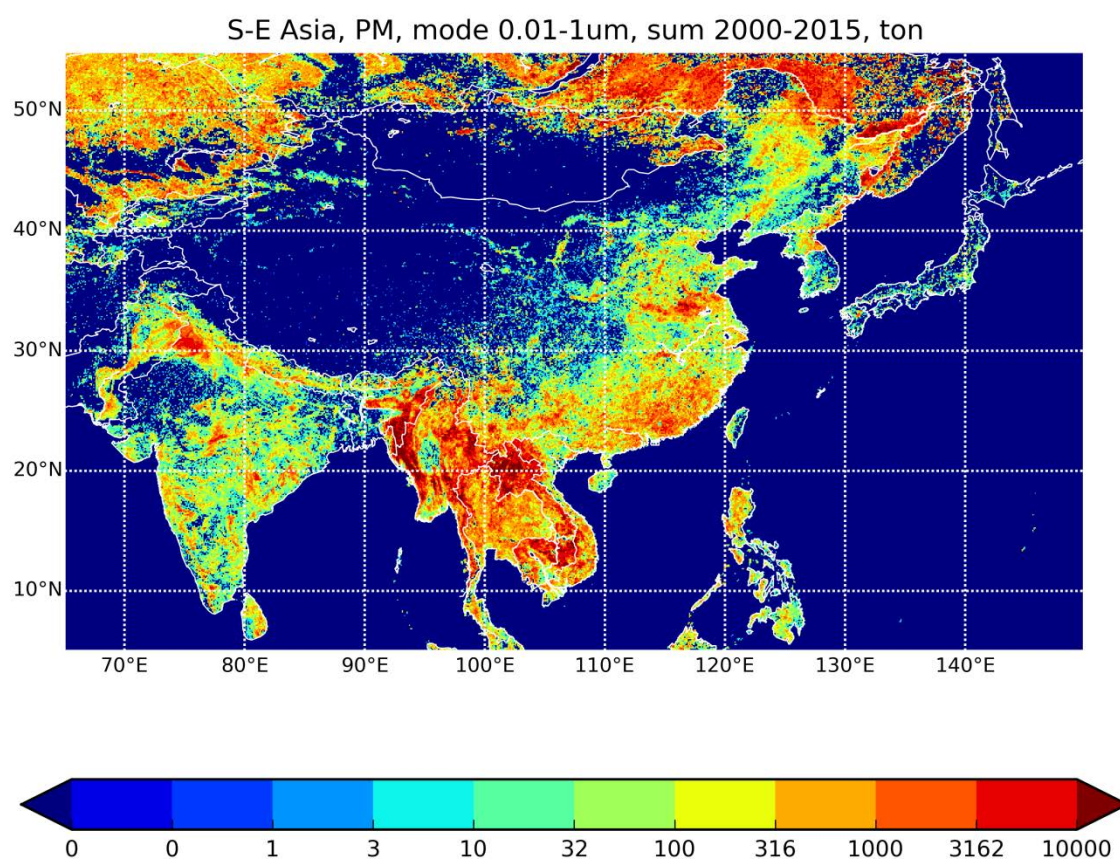 S-E Asia, PM, mode 0.01-1um, sum 2000-2015, ton
50°N
40°N
30°N
20°N
10°N
70°E 80°E 90°E 100°E 110°E 120°E 130°E 140°E
0 0 1 3 10 32 100 316 1000 3162 10000